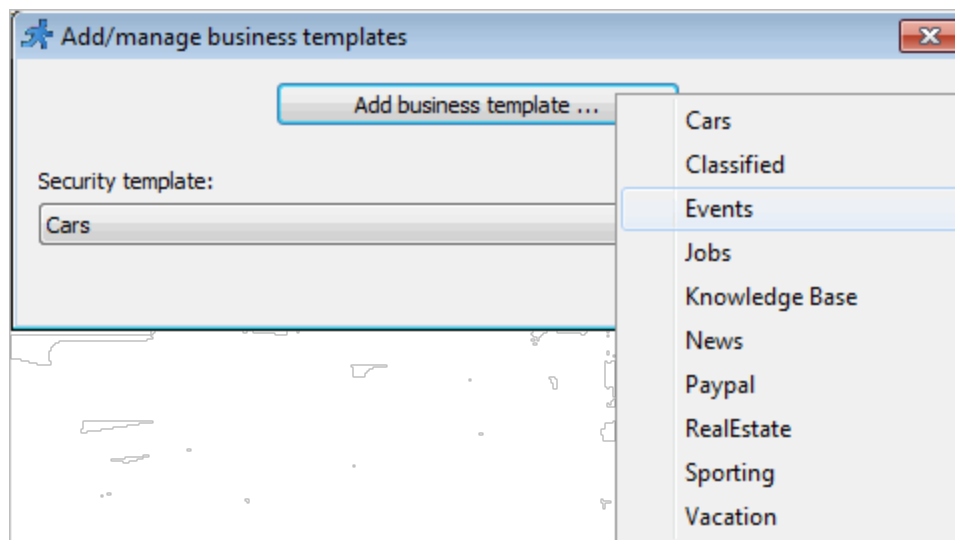 Add/manage business templates
Add business template ...
Security template:
Cars
Cars
Classified
Events
Jobs
Knowledge Base
News
Paypal
RealEstate
Sporting
Vacation